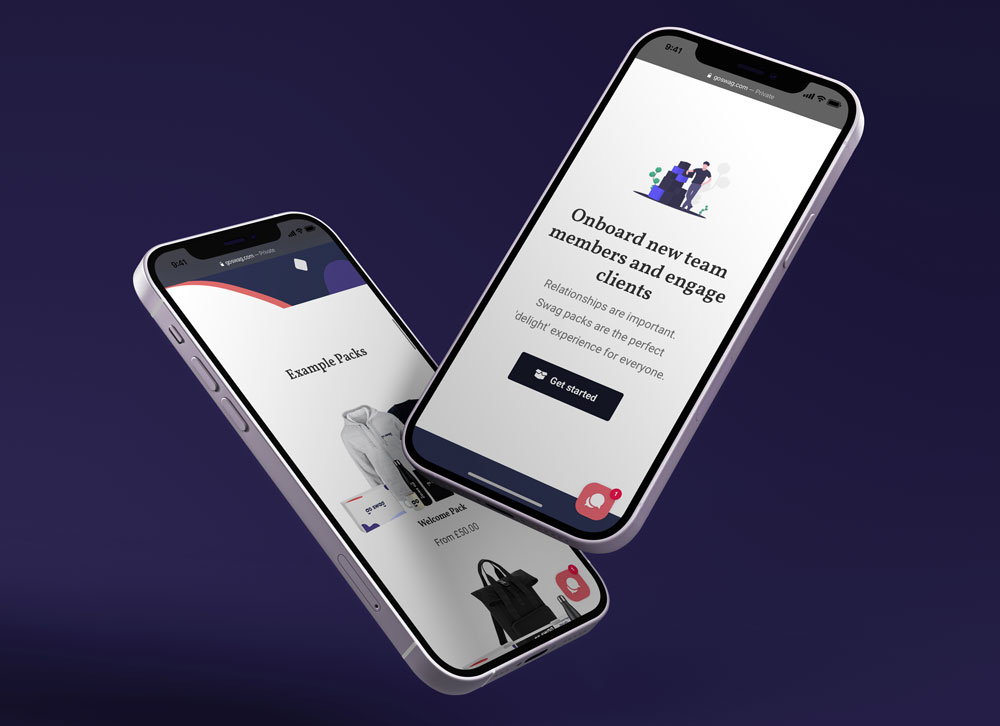 9:41
goswag.com — Private
Example Packs
Welcome Pack
From £50.00
1
9:41
goswag.com — Private
Onboard new team
members and engage
clients
Relationships are important.
Swag packs are the perfect
'delight' experience for everyone.
Get started
1